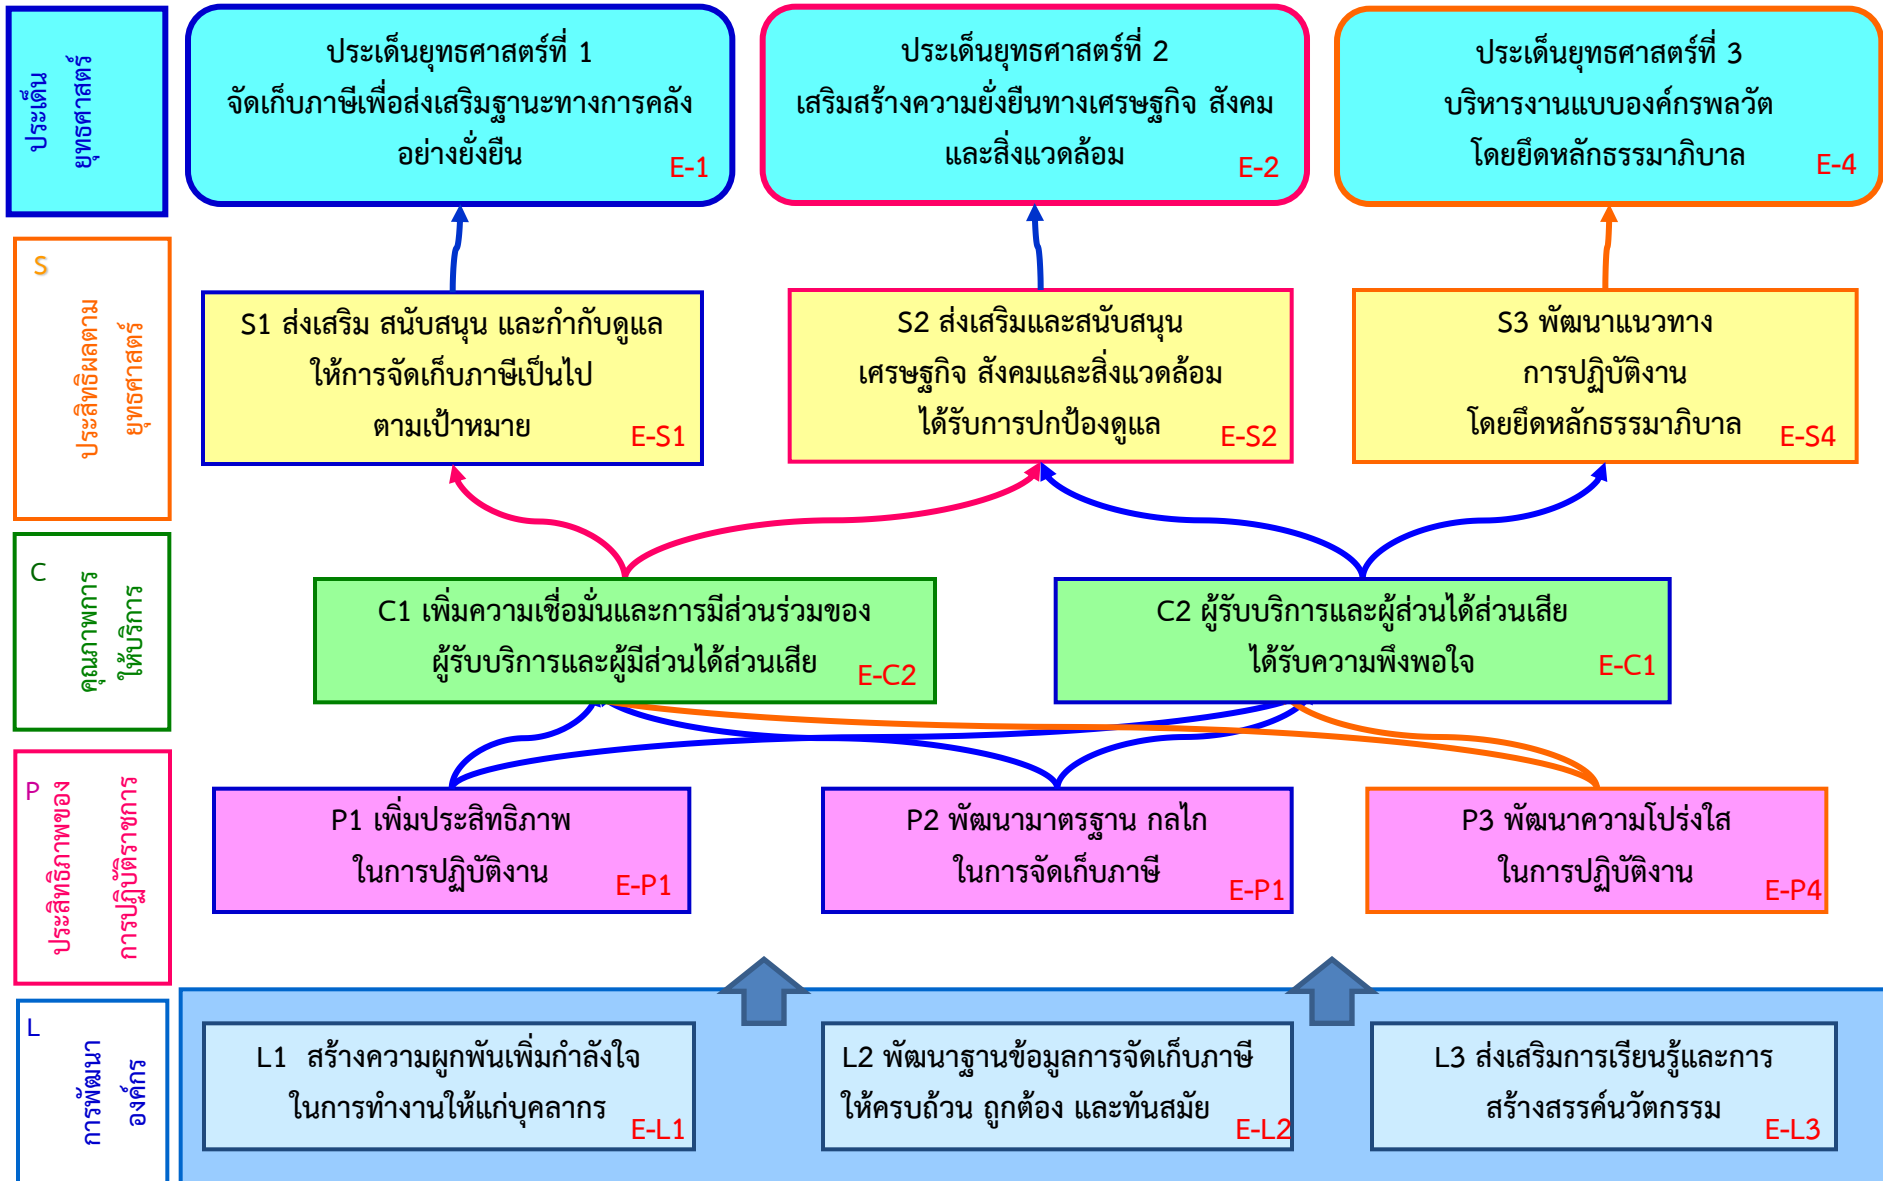 ประเด็น
ยุทธศาสตร์
ประเด็นยุทธศาสตร์ที่ 1
จัดเก็บภาษีเพื่อส่งเสริมฐานะทางการคลัง
อย่างยั่งยืน
E-1
ประเด็นยุทธศาสตร์ที่ 2
เสริมสร้างความยั่งยืนทางเศรษฐกิจ สังคม
และสิ่งแวดล้อม
E-2
ประเด็นยุทธศาสตร์ที่ 3
บริหารงานแบบองค์กรพลวัต
โดยยึดหลักธรรมาภิบาล
E-4
S
ประสิทธิผลตาม
ยุทธศาสตร์
S1 ส่งเสริม สนับสนุน และกำกับดูแล
ให้การจัดเก็บภาษีเป็นไป
ตามเป้าหมาย
E-S1
S2 ส่งเสริมและสนับสนุน
เศรษฐกิจ สังคมและสิ่งแวดล้อม
ได้รับการปกป้องดูแล
E-S2
S3 พัฒนาแนวทาง
การปฏิบัติงาน
โดยยึดหลักธรรมาภิบาล
E-S4
C
คุณภาพการ
ให้บริการ
C1 เพิ่มความเชื่อมั่นและการมีส่วนร่วมของ
ผู้รับบริการและผู้มีส่วนได้ส่วนเสีย
E-C2
C2 ผู้รับบริการและผู้ส่วนได้ส่วนเสีย
ได้รับความพึงพอใจ
E-C1
P
ประสิทธิภาพของ
การปฏิบัติราชการ
P1 เพิ่มประสิทธิภาพ
ในการปฏิบัติงาน
E-P1
P2 พัฒนามาตรฐาน กลไก
ในการจัดเก็บภาษี
E-P1
P3 พัฒนาความโปร่งใส
ในการปฏิบัติงาน
E-P4
L
การพัฒนา
องค์กร
L1 สร้างความผูกพันเพิ่มกำลังใจ
ในการทำงานให้แก่บุคลากร
E-L1
L2 พัฒนาฐานข้อมูลการจัดเก็บภาษี
ให้ครบถ้วน ถูกต้อง และทันสมัย
E-L2
L3 ส่งเสริมการเรียนรู้และการ
สร้างสรรค์นวัตกรรม
E-L3